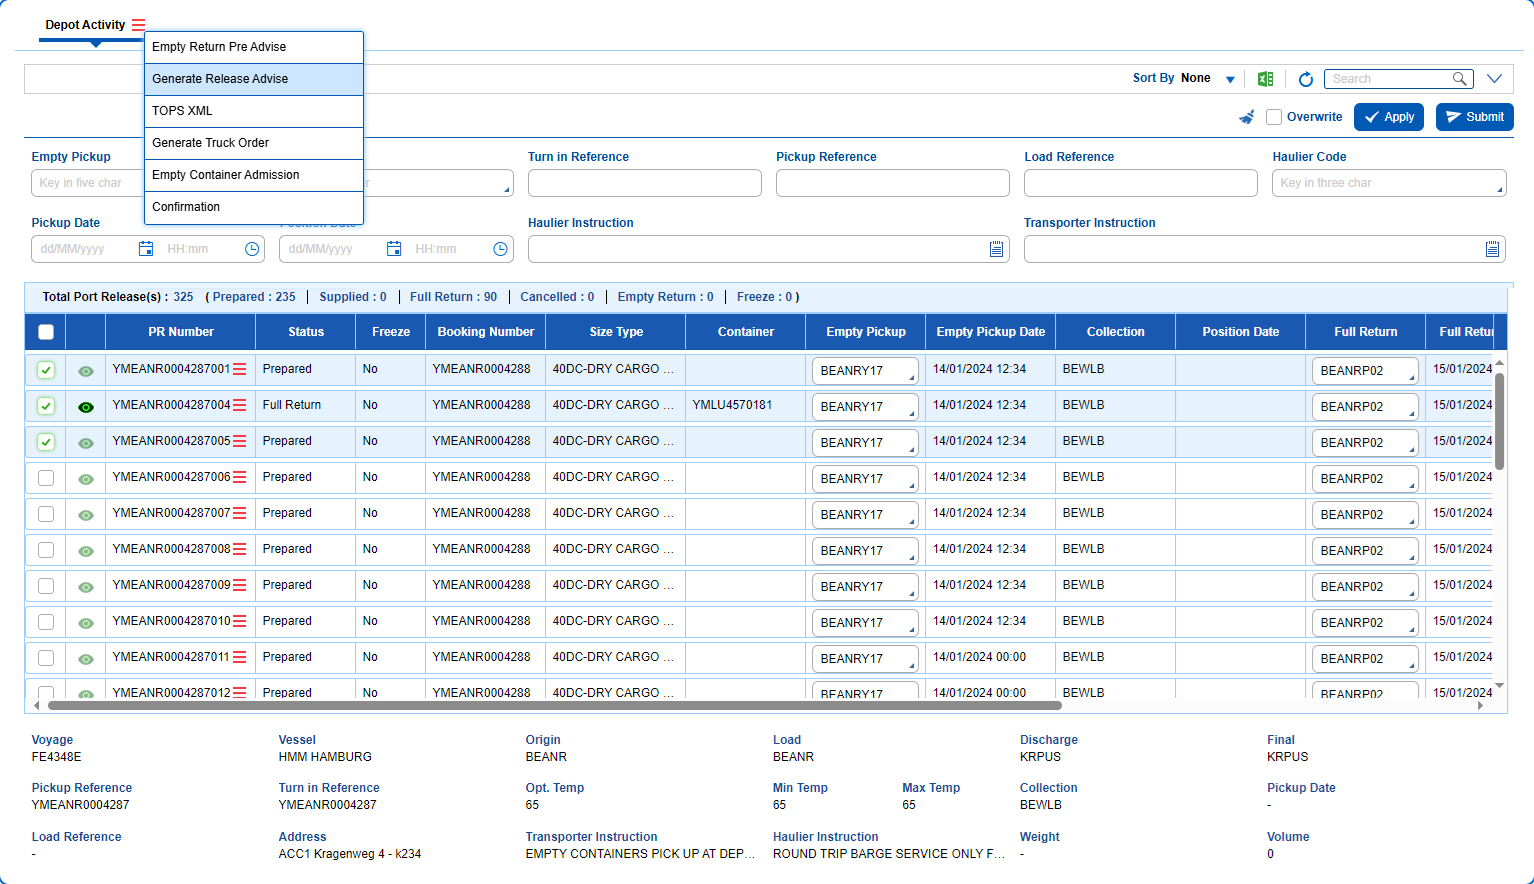 Depot Activity
Empty Return Pre Advise
Generate Release Advise
TOPS XML
Generate Truck Order
Empty Container Admission
Confirmation
Sort By None Search
Overwrite Apply Submit
Empty Pickup Turn in Reference Pickup Reference Load Reference Haulier Code
Key in five char Key in three char
Pickup Date Position Date Haulier Instruction Transporter Instruction
dd/MM/yyyy HH:mm dd/MM/yyyy HH:mm
Total Port Release(s) : 325 ( Prepared : 235 | Supplied : 0 | Full Return : 90 | Cancelled : 0 | Empty Return : 0 | Freeze : 0 )
PR Number Status Freeze Booking Number Size Type Container Empty Pickup Empty Pickup Date Collection Position Date Full Return Full Retur
YMEANR0004287001 Prepared No YMEANR0004288 40DC-DRY CARGO ... BEANRY17 14/01/2024 12:34 BEWLB BEANRP02 15/01/2024
YMEANR0004287004 Full Return No YMEANR0004288 40DC-DRY CARGO ... YMLU4570181 BEANRY17 14/01/2024 12:34 BEWLB BEANRP02 15/01/2024
YMEANR0004287005 Prepared No YMEANR0004288 40DC-DRY CARGO ... BEANRY17 14/01/2024 12:34 BEWLB BEANRP02 15/01/2024
YMEANR0004287006 Prepared No YMEANR0004288 40DC-DRY CARGO ... BEANRY17 14/01/2024 12:34 BEWLB BEANRP02 15/01/2024
YMEANR0004287007 Prepared No YMEANR0004288 40DC-DRY CARGO ... BEANRY17 14/01/2024 12:34 BEWLB BEANRP02 15/01/2024
YMEANR0004287008 Prepared No YMEANR0004288 40DC-DRY CARGO ... BEANRY17 14/01/2024 12:34 BEWLB BEANRP02 15/01/2024
YMEANR0004287009 Prepared No YMEANR0004288 40DC-DRY CARGO ... BEANRY17 14/01/2024 12:34 BEWLB BEANRP02 15/01/2024
YMEANR0004287010 Prepared No YMEANR0004288 40DC-DRY CARGO ... BEANRY17 14/01/2024 12:34 BEWLB BEANRP02 15/01/2024
YMEANR0004287011 Prepared No YMEANR0004288 40DC-DRY CARGO ... BEANRY17 14/01/2024 00:00 BEWLB BEANRP02 15/01/2024
YMEANR0004287012 Prepared No YMEANR0004288 40DC-DRY CARGO ... BEANRY17 14/01/2024 00:00 BEWLB BEANRP02 15/01/2024
Voyage Vessel Origin Load Discharge Final
FE4348E HMM HAMBURG BEANR BEANR KRPUS KRPUS
Pickup Reference Turn in Reference Opt. Temp Min Temp Max Temp Collection Pickup Date
YMEANR0004287 YMEANR0004287 65 65 65 BEWLB -
Load Reference Address Transporter Instruction Haulier Instruction Weight Volume
- ACC1 Kragenweg 4 - k234 EMPTY CONTAINERS PICK UP AT DEP... ROUND TRIP BARGE SERVICE ONLY F... - 0